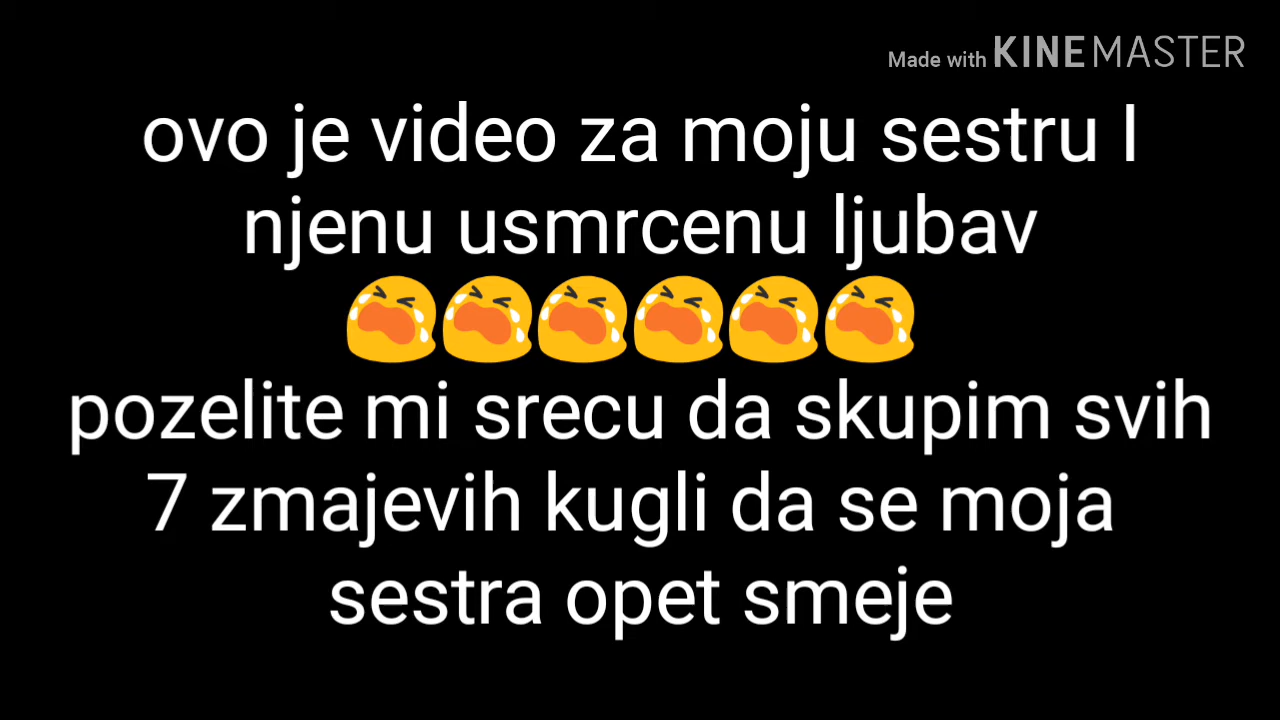 Made with KINEMASTER
ovo je video za moju sestru I
njenu usmrcenu ljubav
😭😭😭😭😭😭
pozelite mi srecu da skupim svih
7 zmajevih kugli da se moja
sestra opet smeje